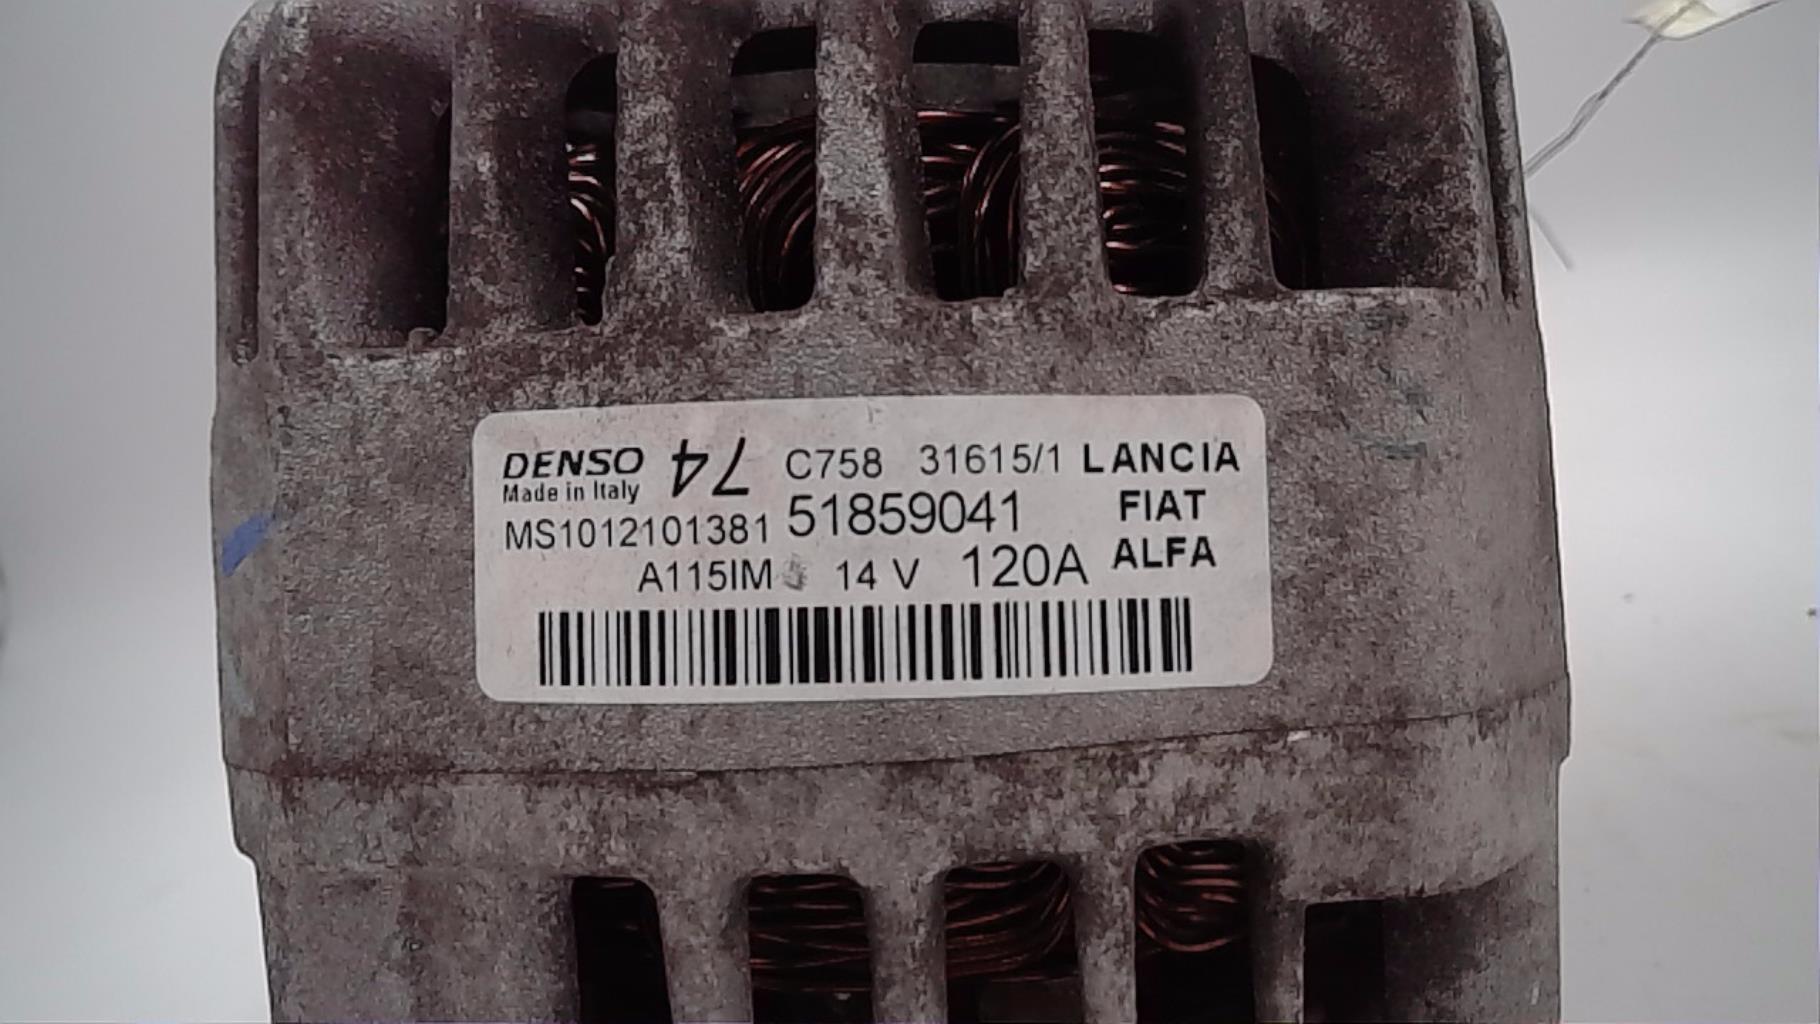 DENSO 74 C758 31615/1 LANCIA
Made in Italy 51859041 FIAT
MS1012101381
A115IM 14 V 120A ALFA